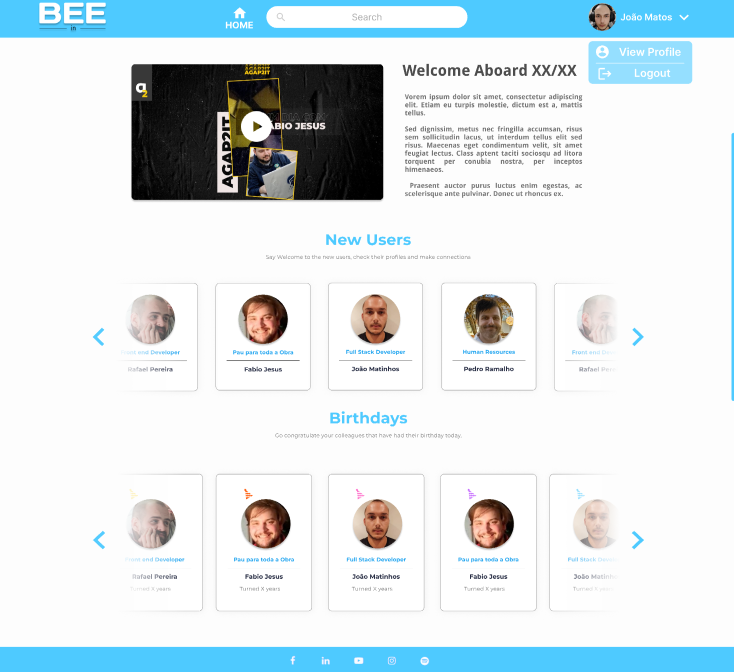 BEE
in
HOME
Search
João Matos
View Profile
Logout
a2
AGAP2IT
AGAP2IT
FÁBIO JESUS
AGAP2IT
Welcome Aboard XX/XX
Vorem ipsum dolor sit amet, consectetur adipiscing
elit. Etiam eu turpis molestie, dictum est a, mattis
tellus.
Sed dignissim, metus nec fringilla accumsan, risus
sem sollicitudin lacus, ut interdum tellus elit sed
risus. Maecenas eget condimentum velit, sit amet
feugiat lectus. Class aptent taciti sociosqu ad litora
torquent per conubia nostra, per inceptos
himenaeos.
Praesent auctor purus luctus enim egestas, ac
scelerisque ante pulvinar. Donec ut rhoncus ex.
New Users
Say Welcome to the new users, check their profiles and make connections.
Front end Developer
Rafael Pereira
Pau para toda a Obra
Fabio Jesus
Full Stack Developer
João Matinhos
Human Resources
Pedro Ramalho
Front end Dev
Rafael Pere
Birthdays
Go congratulate your colleagues that have had their birthday today.
Front end Developer
Rafael Pereira
Turned X years
Pau para toda a Obra
Fabio Jesus
Turned X years
Full Stack Developer
João Matinhos
Turned X years
Pau para toda a Obra
Fabio Jesus
Turned X years
Full Stack Deve
João Matinh
Turned X years